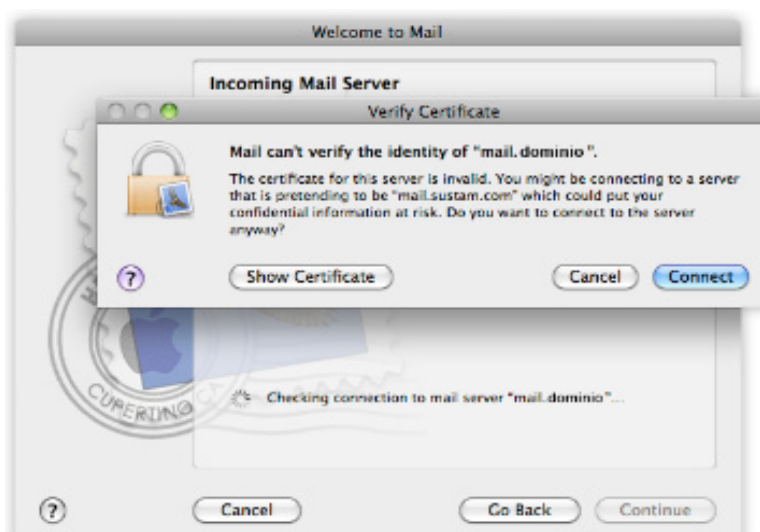 Welcome to Mail
Incoming Mail Server
Verify Certificate
Mail can't verify the identity of "mail.dominio ".
The certificate for this server is invalid. You might be connecting to a server
that is pretending to be "mail.sustam.com" which could put your
confidential information at risk. Do you want to connect to the server
anyway?
?
Show Certificate
Cancel
Connect
CUPERTINO CA
Checking connection to mail server "mail.dominio"...
?
Cancel
Go Back
Continue